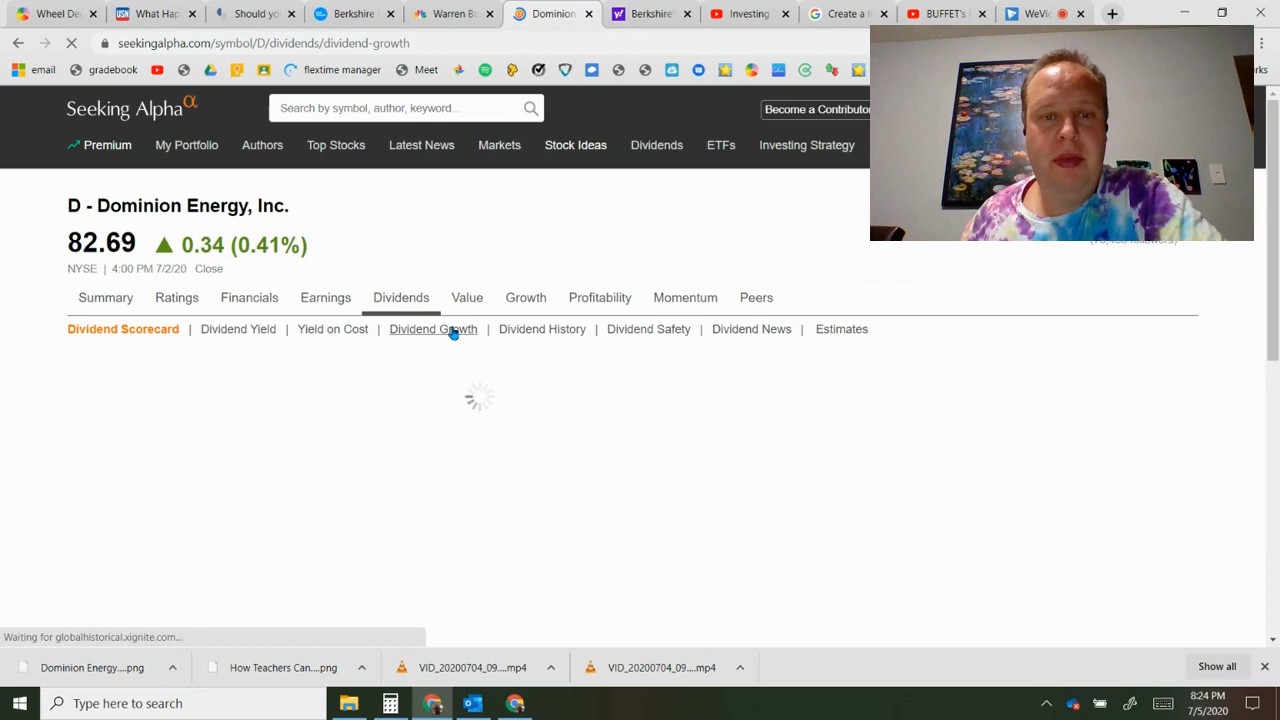 Wheel De
What Hap
Should you
Berkshire
Warren Bu
Dominion
Berkshire'
Investing
Create a li
BUFFET's
WeVic
seekingalpha.com/symbol/D/dividends/dividend-growth
email
gradebook
flextime manager
Meet
Seeking Alpha α
Search by symbol, author, keyword...
Become a Contributor
Premium
My Portfolio
Authors
Top Stocks
Latest News
Markets
Stock Ideas
Dividends
ETFs
Investing Strategy
D - Dominion Energy, Inc.
82.69 ▲ 0.34 (0.41%)
NYSE | 4:00 PM 7/2/20 Close
Summary
Ratings
Financials
Earnings
Dividends
Value
Growth
Profitability
Momentum
Peers
Dividend Scorecard | Dividend Yield | Yield on Cost | Dividend Growth | Dividend History | Dividend Safety | Dividend News | Estimates
Waiting for globalhistorical.xignite.com...
Dominion Energy....png
How Teachers Can....png
VID_20200704_09....mp4
VID_20200704_09....mp4
Show all
Type here to search
8:24 PM
7/5/2020